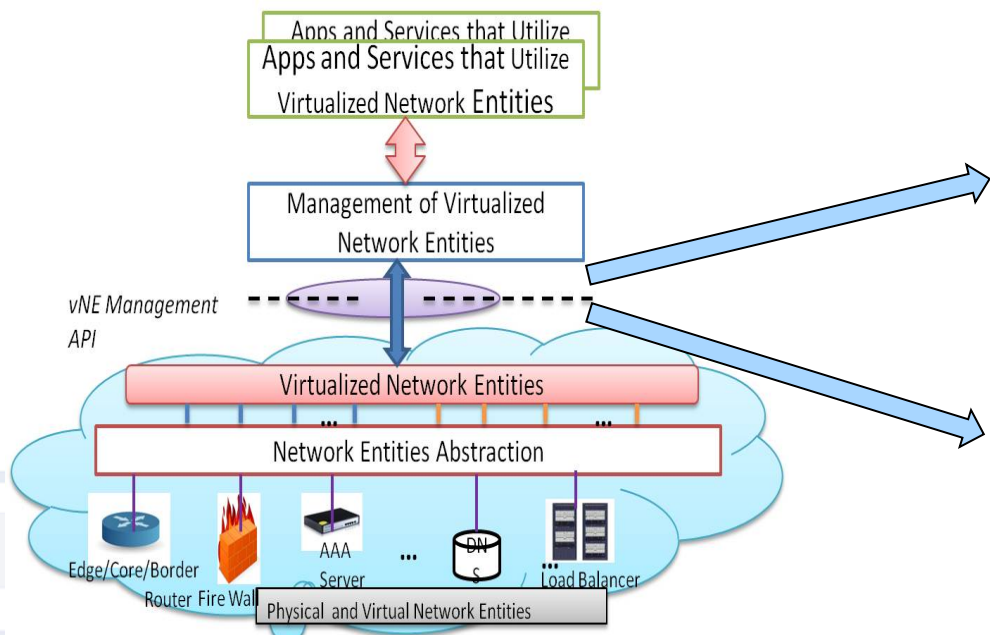 Apps and Services that Utilize
Apps and Services that Utilize
Virtualized Network Entities
Management of Virtualized
Network Entities
vNE Management
API
Virtualized Network Entities
... ...
Network Entities Abstraction
Edge/Core/Border
Router
Fire Wall
AAA
Server
...
DN
S
...
Load Balancer
Physical and Virtual Network Entities